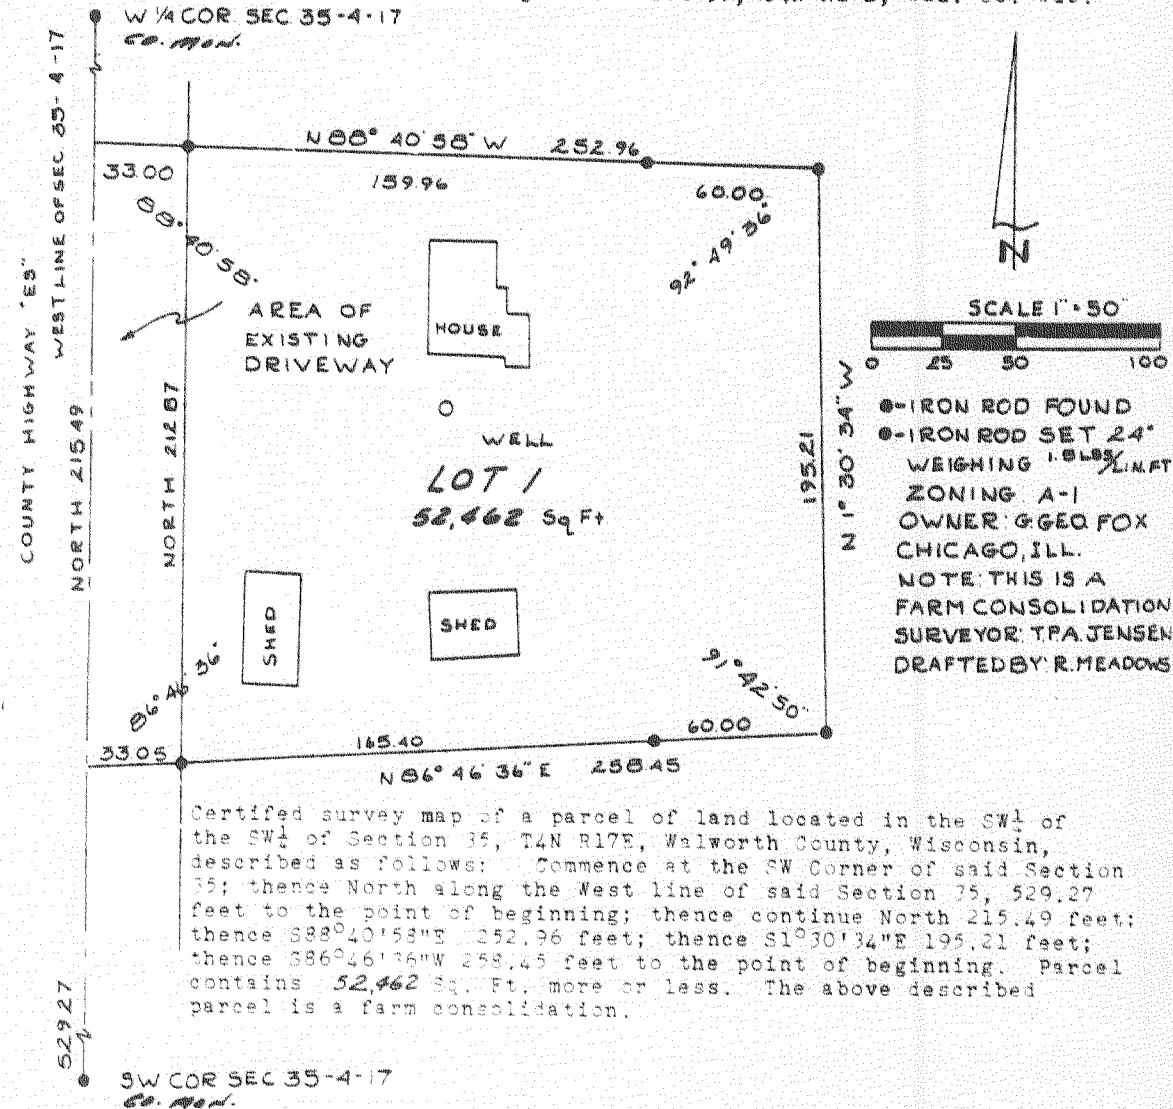 W ¼ COR. SEC 35-4-17
CO. MON.
WEST LINE OF SEC 35-4-17
COUNTY HIGHWAY "ES"
N 88° 40' 58" W 252.96
33.00
159.96
60.00
88° 40' 58"
92° 49' 36"
AREA OF
EXISTING
DRIVEWAY
HOUSE
WELL
LOT 1
52,462 Sq Ft
NORTH 215.49
NORTH 212.87
195.21
N 1° 30' 34" W
SHED
SHED
86° 46' 36"
91° 42' 50"
33.05
165.40
60.00
N 86° 46' 36" E 258.45
N
SCALE 1" = 50'
0 25 50 100
●-IRON ROD FOUND
●-IRON ROD SET 24"
WEIGHING 1.5 LBS/LIN. FT
ZONING: A-1
OWNER: G. GEO. FOX
CHICAGO, ILL.
NOTE: THIS IS A
FARM CONSOLIDATION
SURVEYOR: T.P.A. JENSEN
DRAFTED BY: R. MEADOWS
Certifed survey map of a parcel of land located in the SW¼ of
the SW¼ of Section 35, T4N R17E, Walworth County, Wisconsin,
described as follows: Commence at the SW Corner of said Section
35; thence North along the West line of said Section 35, 529.27
feet to the point of beginning; thence continue North 215.49 feet;
thence S88°40'58"E 252.96 feet; thence S1°30'34"E 195.21 feet;
thence S86°46'36"W 258.45 feet to the point of beginning. Parcel
contains 52,462 Sq. Ft. more or less. The above described
parcel is a farm consolidation.
529.27
SW COR SEC 35-4-17
CO. MON.